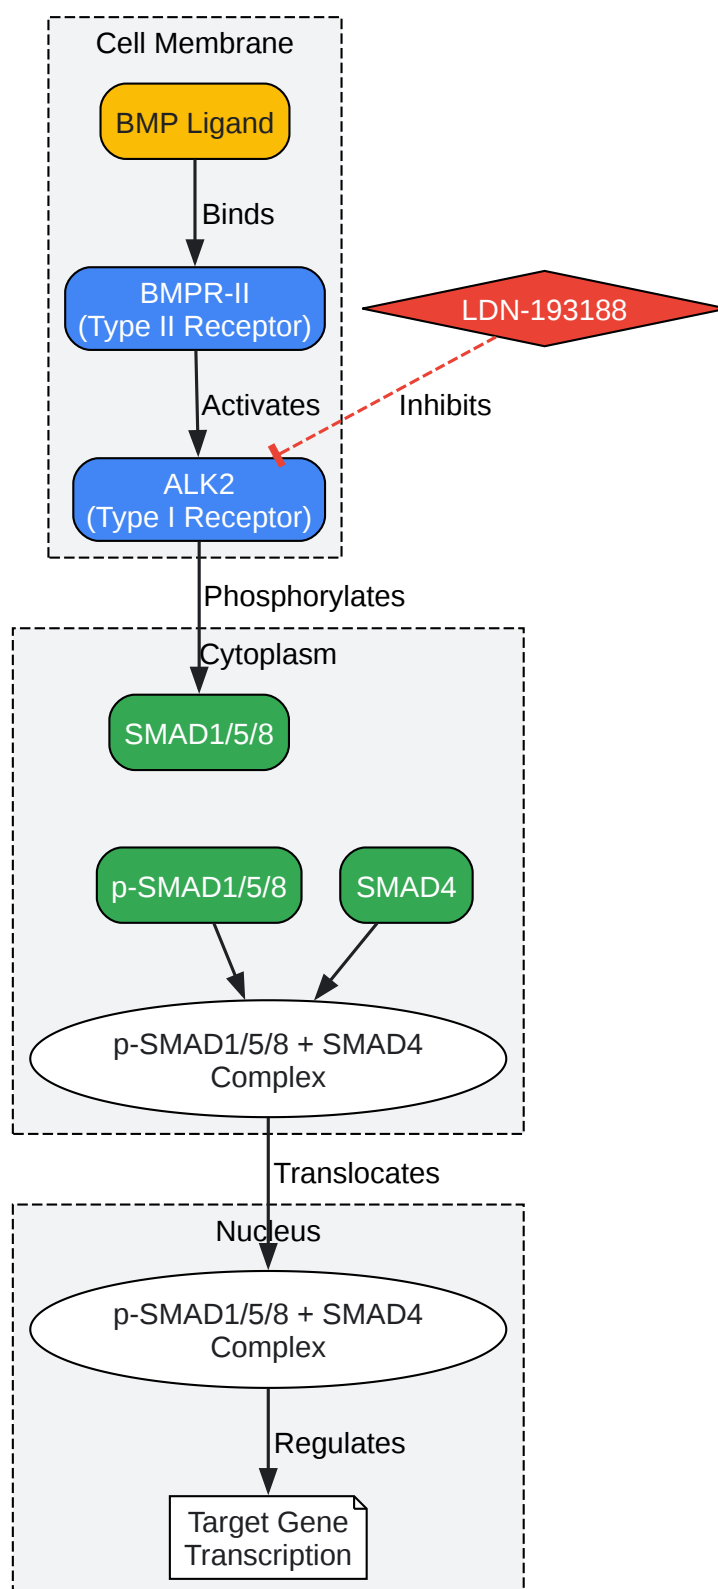 Cell Membrane
BMP Ligand
Binds
BMPR-II
(Type II Receptor)
LDN-193188
Activates
Inhibits
ALK2
(Type I Receptor)
Phosphorylates
Cytoplasm
SMAD1/5/8
p-SMAD1/5/8
SMAD4
p-SMAD1/5/8 + SMAD4
Complex
Translocates
Nucleus
p-SMAD1/5/8 + SMAD4
Complex
Regulates
Target Gene
Transcription